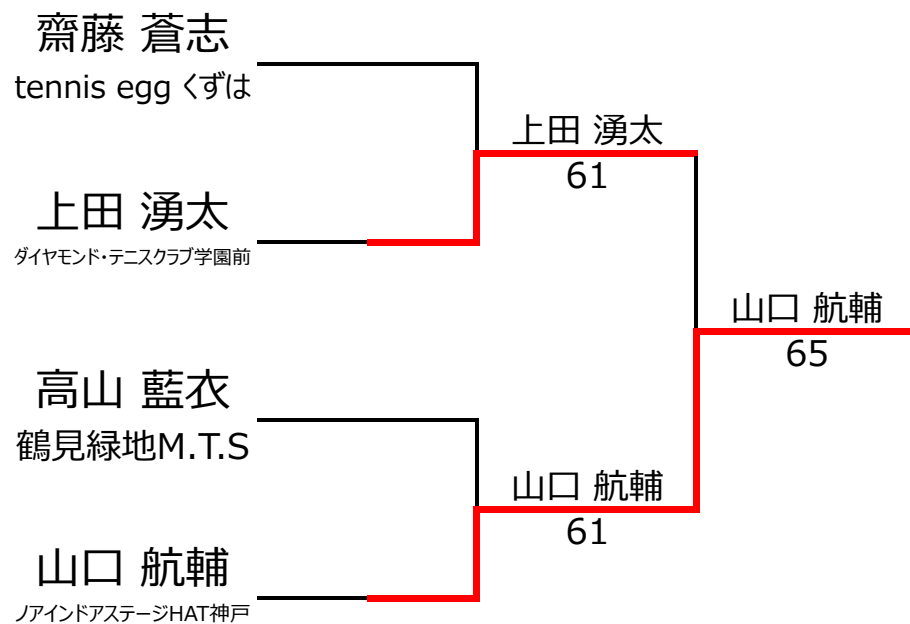 齋藤 蒼志
tennis egg くずは
上田 湧太
61
上田 湧太
ダイヤモンド・テニスクラブ学園前
山口 航輔
65
高山 藍衣
鶴見緑地M.T.S
山口 航輔
61
山口 航輔
ノアインドアステージHAT神戸